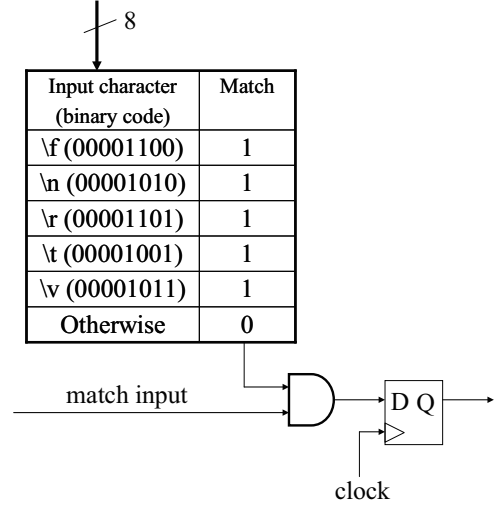 8
Input character Match
(binary code)
\f (00001100) 1
\n (00001010) 1
\r (00001101) 1
\t (00001001) 1
\v (00001011) 1
Otherwise 0
match input
D Q
clock